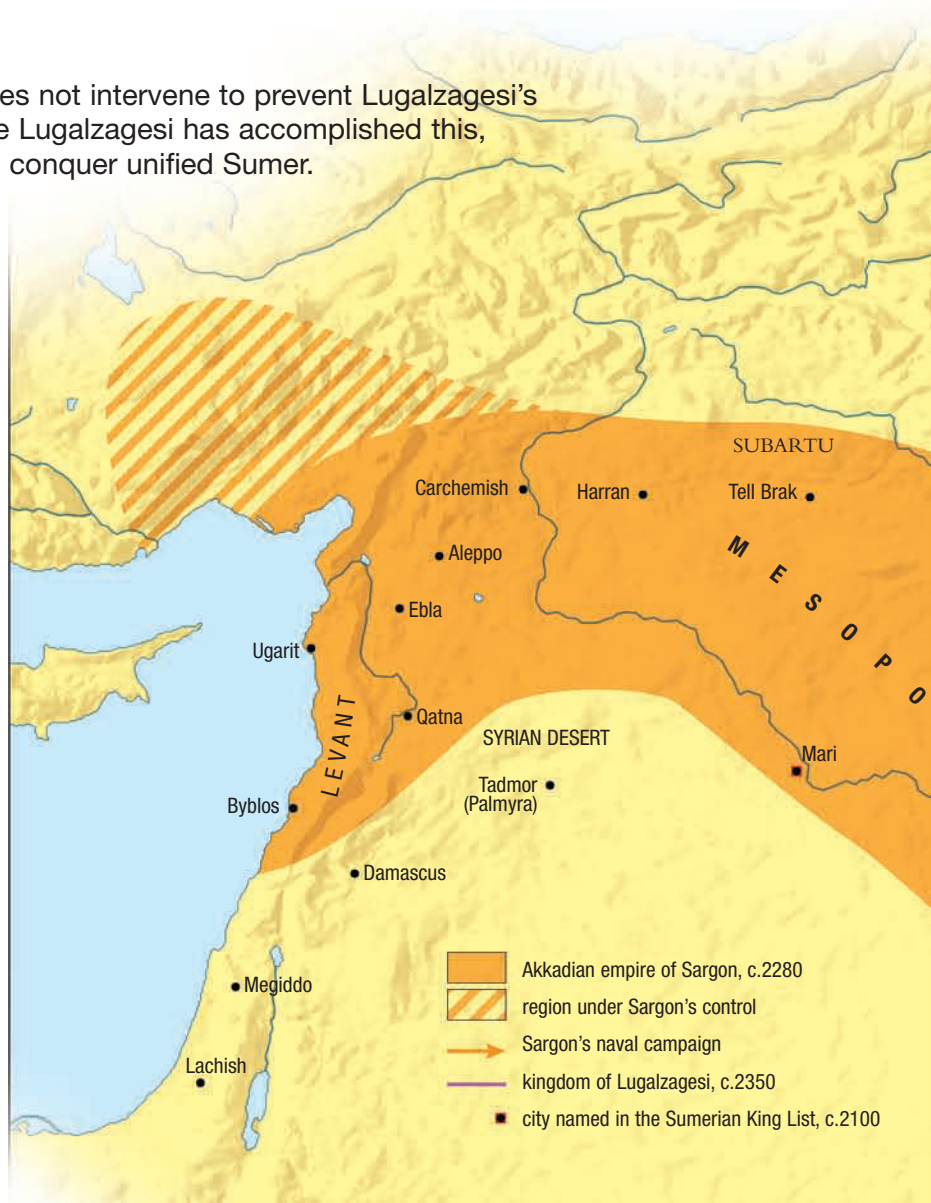 es not intervene to prevent Lugalzagesi's
e Lugalzagesi has accomplished this,
conquer unified Sumer.
SUBARTU
Carchemish
Harran
Tell Brak
MESOPO
Aleppo
Ebla
Ugarit
LEVANT
Qatna
SYRIAN DESERT
Mari
Tadmor
(Palmyra)
Byblos
Damascus
Akkadian empire of Sargon, c.2280
Megiddo
region under Sargon's control
Sargon's naval campaign
Lachish
kingdom of Lugalzagesi, c.2350
city named in the Sumerian King List, c.2100